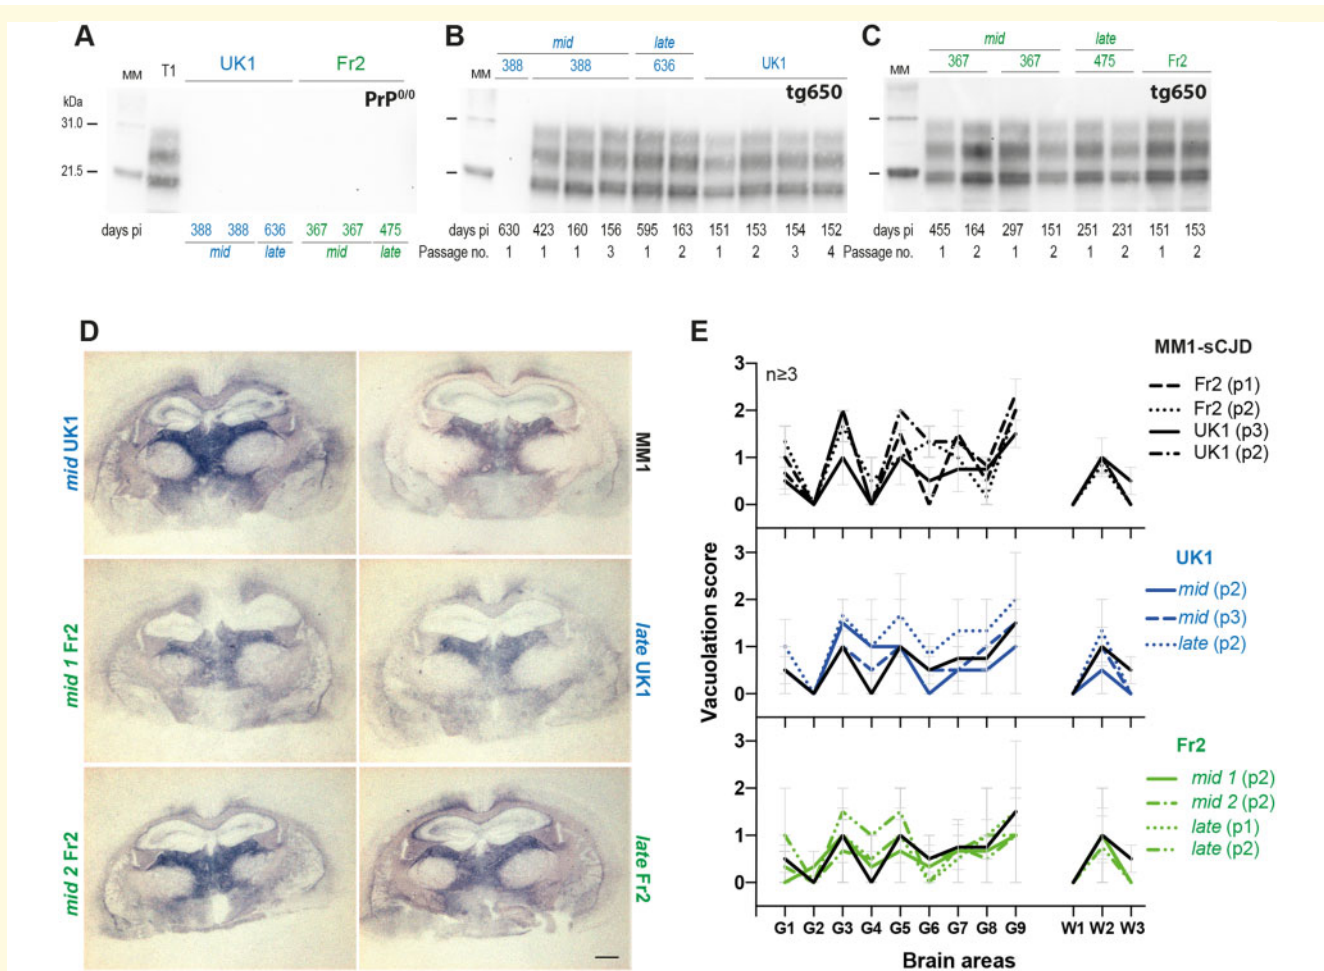 A
UK1
Fr2
MM
T1
PrP0/0
kDa
31.0
21.5
days pi
388 388 636 367 367 475
mid late mid late
B
mid late
388 388 636 UK1
MM
tg650
days pi 630 423 160 156 595 163 151 153 154 152
Passage no. 1 1 1 3 1 2 1 2 3 4
C
mid late
367 367 475 Fr2
MM
tg650
days pi 455 164 297 151 251 231 151 153
Passage no. 1 2 1 2 1 2 1 2
D
mid UK1
MM1
mid 1 Fr2
late UK1
mid 2 Fr2
late Fr2
E
n≥3
3
2
1
0
3
2
1
0
3
2
1
0
Vacuolation score
G1 G2 G3 G4 G5 G6 G7 G8 G9 W1 W2 W3
Brain areas
MM1-sCJD
Fr2 (p1)
Fr2 (p2)
UK1 (p3)
UK1 (p2)
UK1
mid (p2)
mid (p3)
late (p2)
Fr2
mid 1 (p2)
mid 2 (p2)
late (p1)
late (p2)